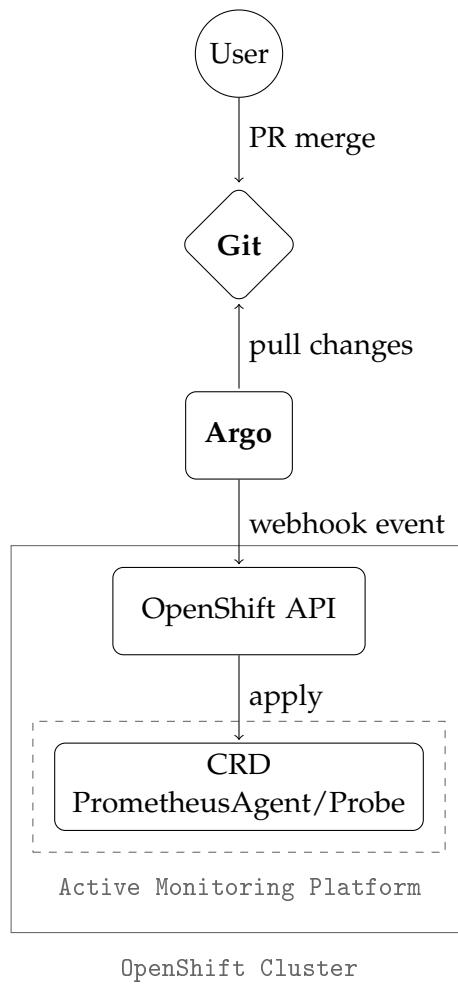 User
PR merge
Git
pull changes
Argo
webhook event
OpenShift API
apply
CRD
PrometheusAgent/Probe
Active Monitoring Platform
OpenShift Cluster